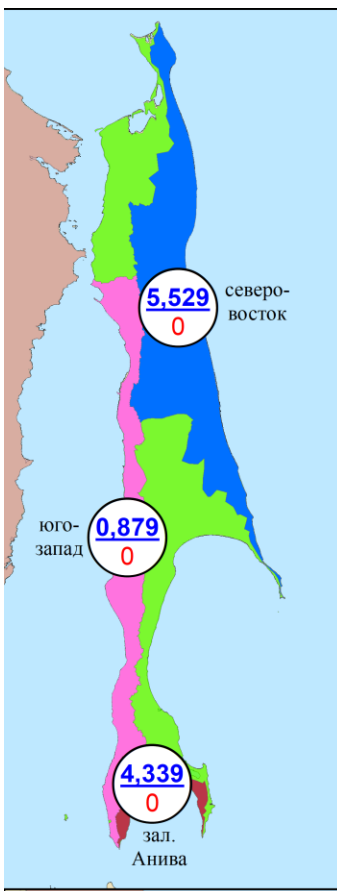 5,529
0
северо-
восток
юго-
запад
0,879
0
4,339
0
зал.
Анива